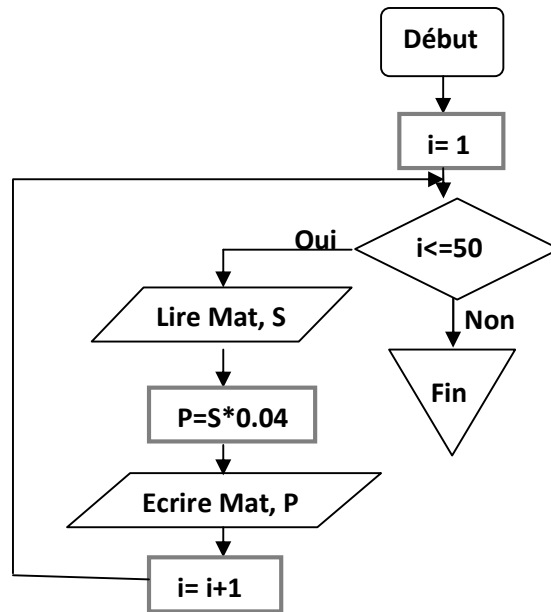 Début
i= 1
i<=50
Oui
Non
Lire Mat, S
Fin
P=S*0.04
Ecrire Mat, P
i= i+1